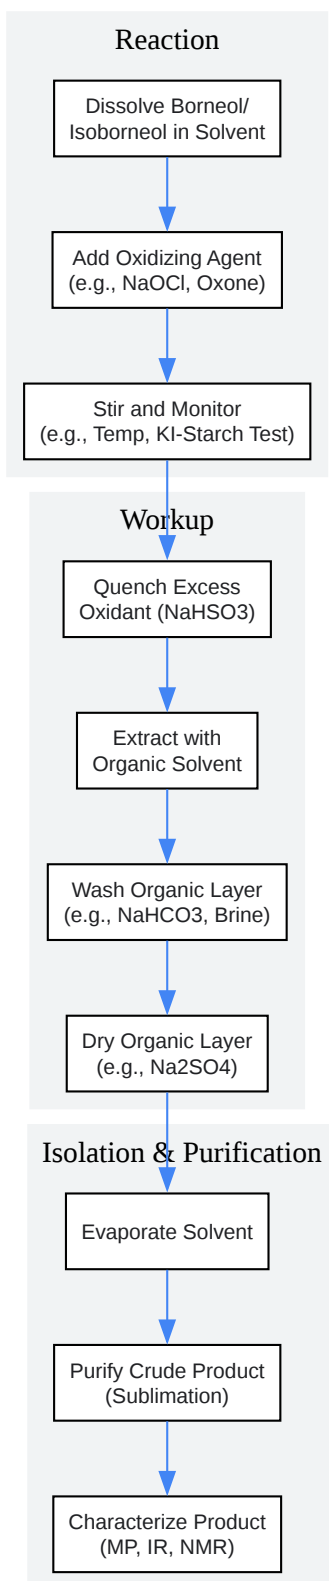 Reaction
Dissolve Borneol/
Isoborneol in Solvent
Add Oxidizing Agent
(e.g., NaOCl, Oxone)
Stir and Monitor
(e.g., Temp, KI-Starch Test)
Workup
Quench Excess
Oxidant (NaHSO3)
Extract with
Organic Solvent
Wash Organic Layer
(e.g., NaHCO3, Brine)
Dry Organic Layer
(e.g., Na2SO4)
Isolation & Purification
Evaporate Solvent
Purify Crude Product
(Sublimation)
Characterize Product
(MP, IR, NMR)